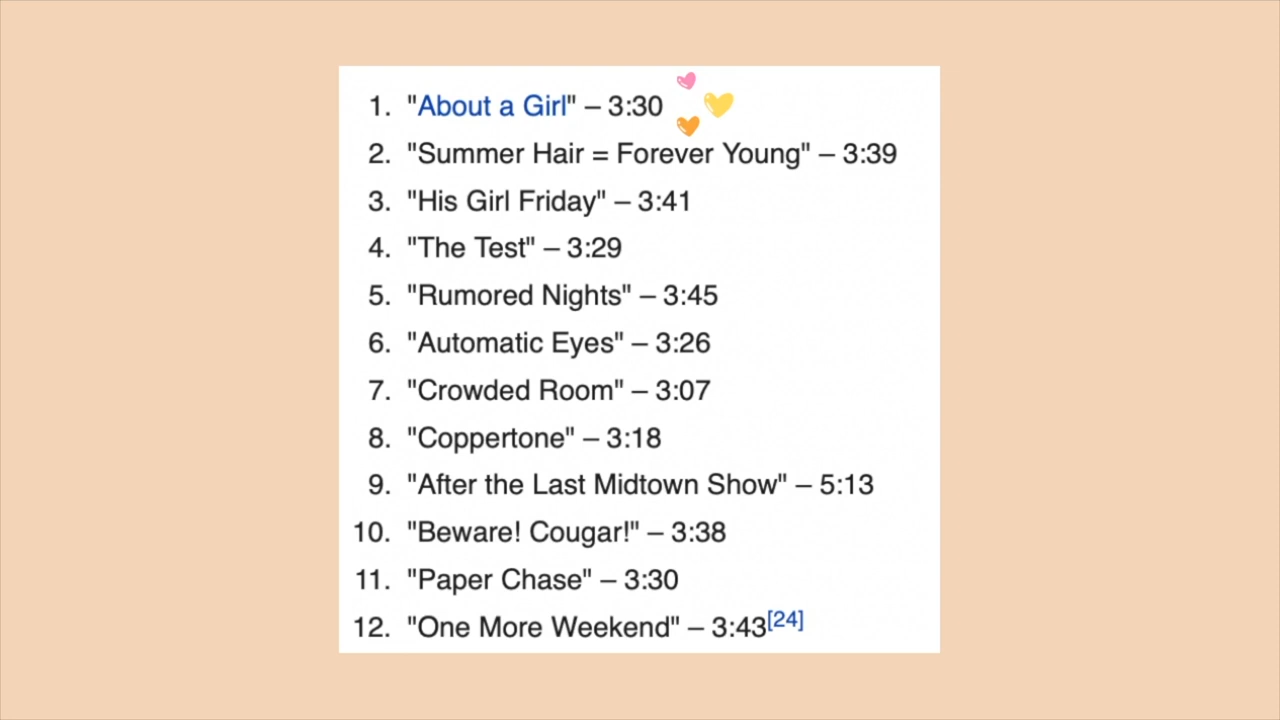 1. "About a Girl" – 3:30
2. "Summer Hair = Forever Young" – 3:39
3. "His Girl Friday" – 3:41
4. "The Test" – 3:29
5. "Rumored Nights" – 3:45
6. "Automatic Eyes" – 3:26
7. "Crowded Room" – 3:07
8. "Coppertone" – 3:18
9. "After the Last Midtown Show" – 5:13
10. "Beware! Cougar!" – 3:38
11. "Paper Chase" – 3:30
12. "One More Weekend" – 3:43[24]